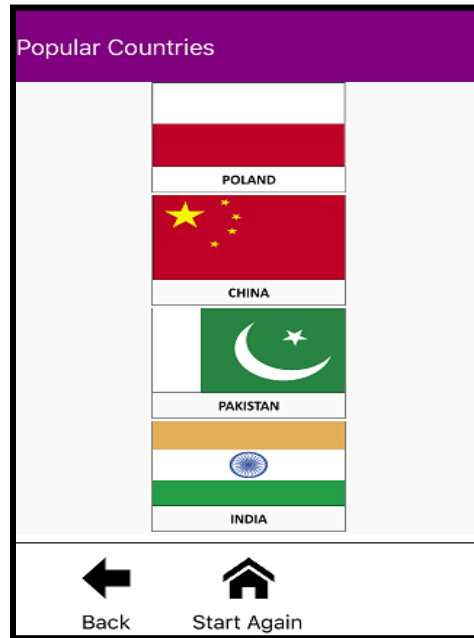 Popular Countries
POLAND
CHINA
PAKISTAN
INDIA
Back Start Again